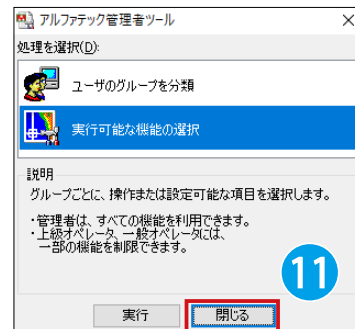 アルファテック管理者ツール
処理を選択(D):
ユーザのグループを分類
実行可能な機能の選択
説明
グループごとに、操作または設定可能な項目を選択します。
・管理者は、すべての機能を利用できます。
・上級オペレータ、一般オペレータには、
一部の機能を制限できます。
11
実行
閉じる